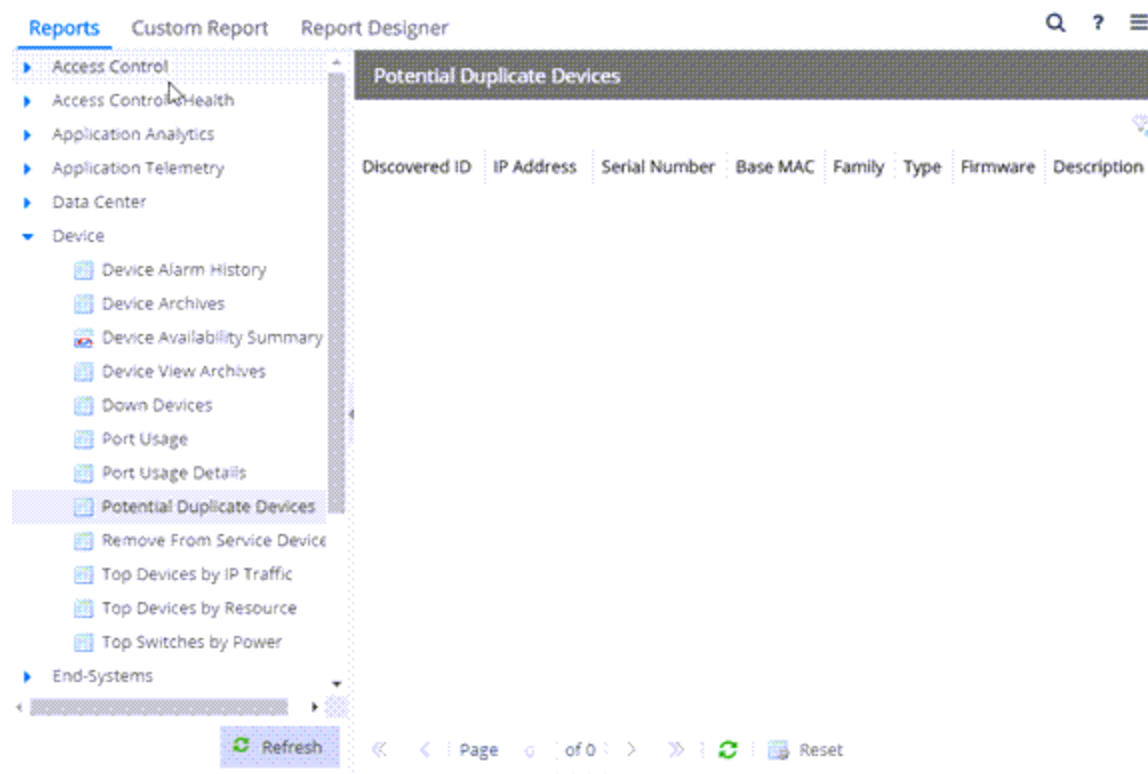 Reports Custom Report Report Designer ?
Access Control
Access Control Health
Application Analytics
Application Telemetry
Data Center
Device
Device Alarm History
Device Archives
Device Availability Summary
Device View Archives
Down Devices
Port Usage
Port Usage Details
Potential Duplicate Devices
Remove From Service Device
Top Devices by IP Traffic
Top Devices by Resource
Top Switches by Power
End-Systems
Refresh
Potential Duplicate Devices
Discovered ID IP Address Serial Number Base MAC Family Type Firmware Description
Page of 0 Reset